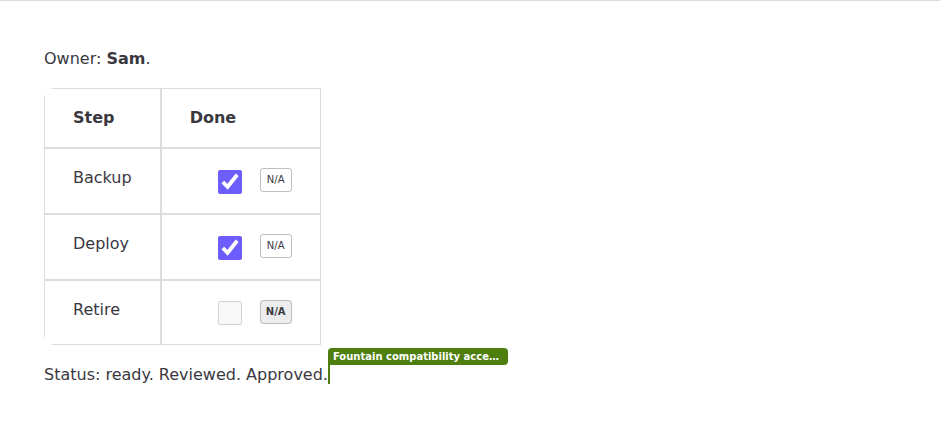 Owner: Sam.
Step Done
Backup N/A
Deploy N/A
Retire N/A
Fountain compatibility acce...
Status: ready. Reviewed. Approved.